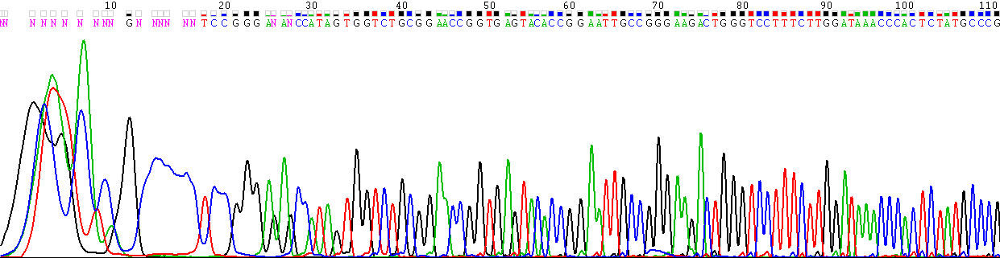 10 20 30 40 50 60 70 80 90 100 110
NN NNNN N NNN GN NNN NNTCCGGGANANCCATAGTGGTCTGCGGAACCGGTGAGTACACCGGAATTGCCGGGAAGACTGGGTCCTTTCTTGGATAAACCCACTCTATGCCCG